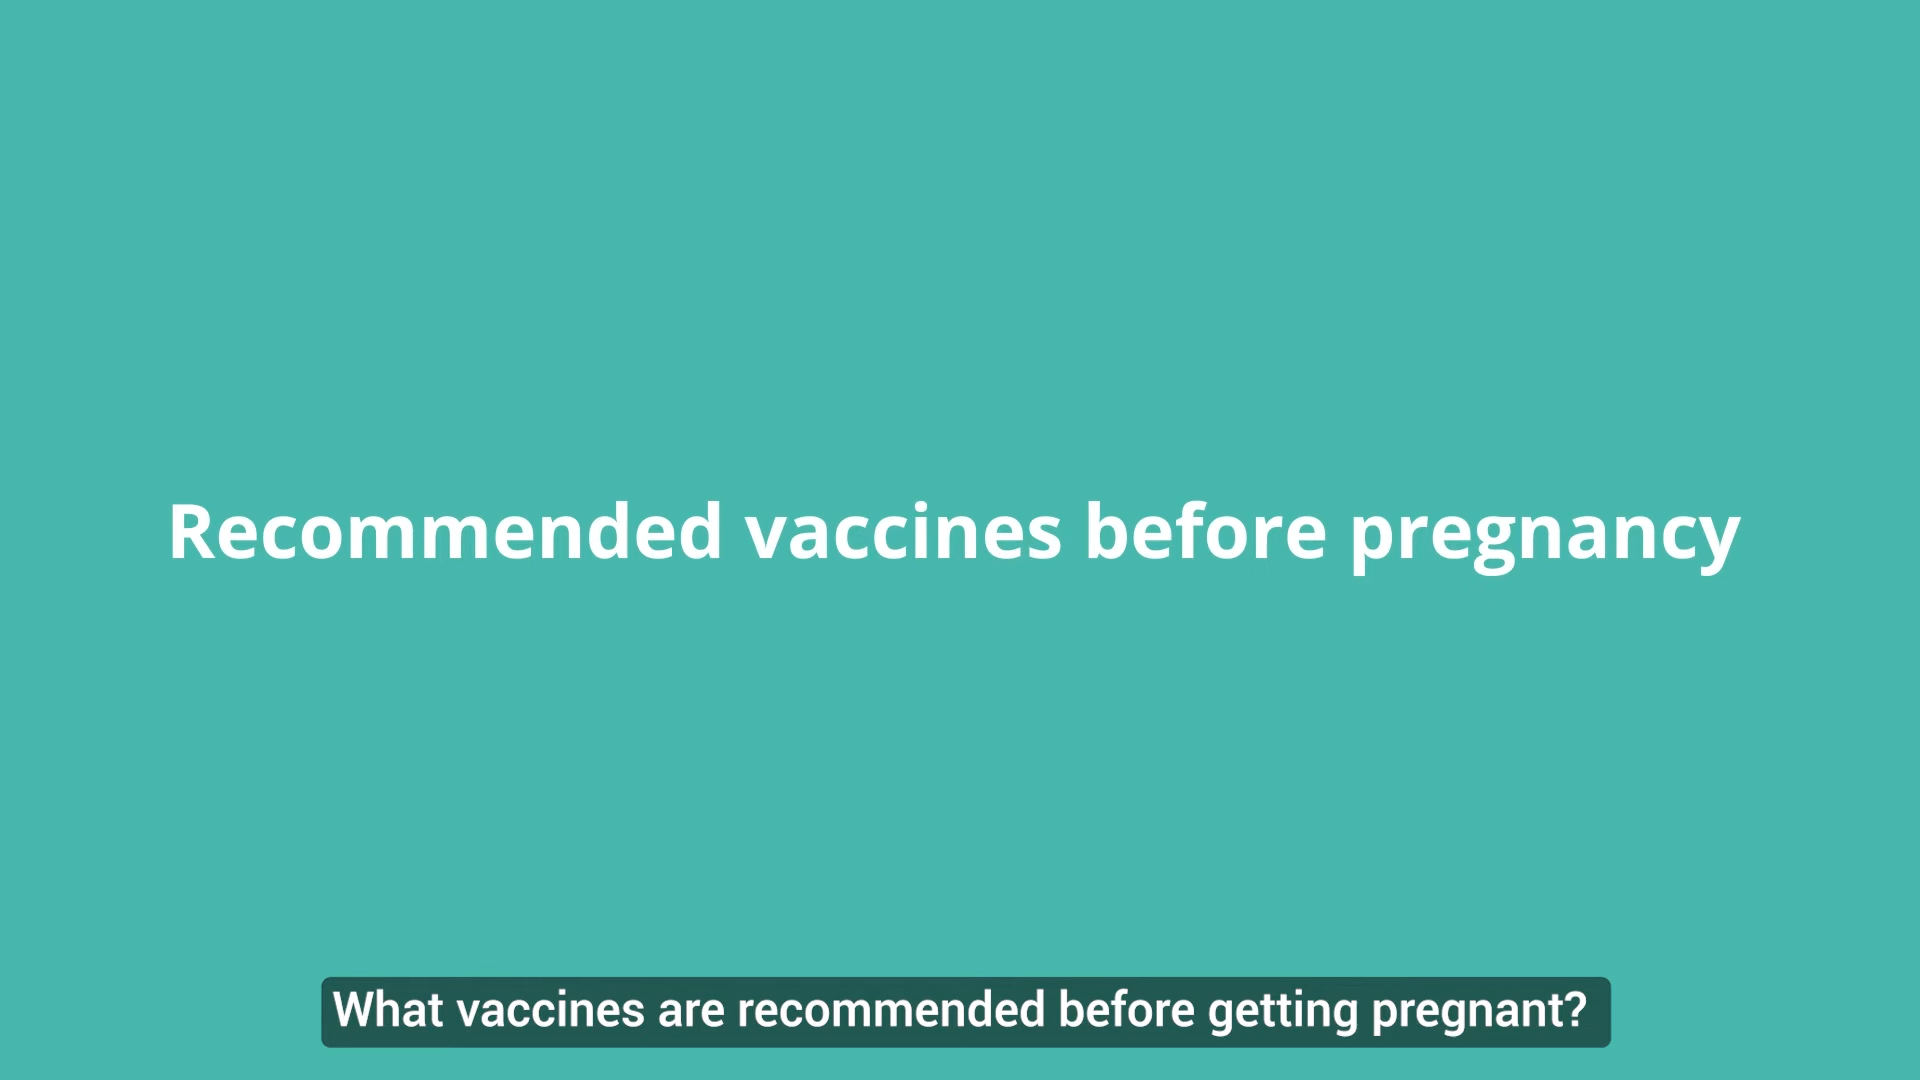 Recommended vaccines before pregnancy
What vaccines are recommended before getting pregnant?